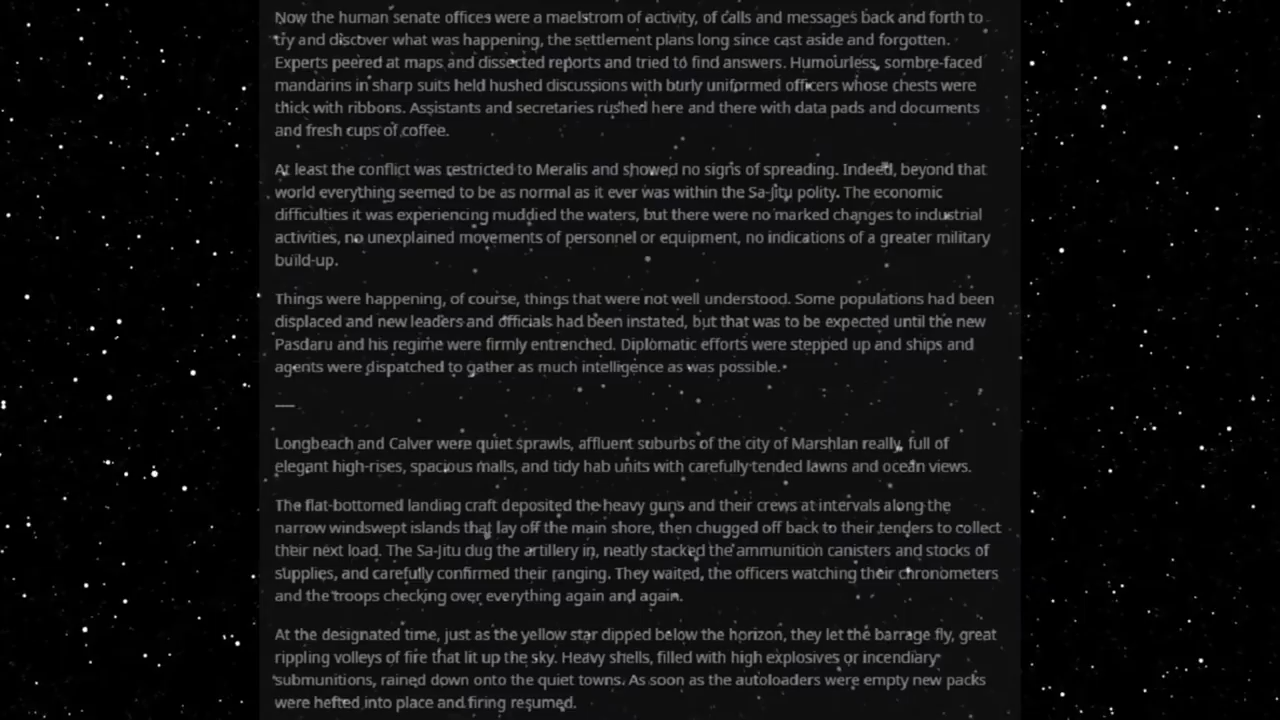 Now the human senate offices were a maelstrom of activity, of calls and messages back and forth to
try and discover what was happening, the settlement plans long since cast aside and forgotten.
Experts peered at maps and dissected reports and tried to find answers. Humourless, sombre-faced
mandarins in sharp suits held hushed discussions with burly uniformed officers whose chests were
thick with ribbons. Assistants and secretaries rushed here and there with data pads and documents
and fresh cups of coffee.
At least the conflict was restricted to Meralis and showed no signs of spreading. Indeed, beyond that
world everything seemed to be as normal as it ever was within the Sa-Jitu polity. The economic
difficulties it was experiencing muddied the waters, but there were no marked changes to industrial
activities, no unexplained movements of personnel or equipment, no indications of a greater military
build-up.
Things were happening, of course, things that were not well understood. Some populations had been
displaced and new leaders and officials had been instated, but that was to be expected until the new
Pasdaru and his regime were firmly entrenched. Diplomatic efforts were stepped up and ships and
agents were dispatched to gather as much intelligence as was possible.
—
Longbeach and Calver were quiet sprawls, affluent suburbs of the city of Marshlan really, full of
elegant high-rises, spacious malls, and tidy hab units with carefully tended lawns and ocean views.
The flat-bottomed landing craft deposited the heavy guns and their crews at intervals along the
narrow windswept islands that lay off the main shore, then chugged off back to their tenders to collect
their next load. The Sa-Jitu dug the artillery in, neatly stacked the ammunition canisters and stocks of
supplies, and carefully confirmed their ranging. They waited, the officers watching their chronometers
and the troops checking over everything again and again.
At the designated time, just as the yellow star dipped below the horizon, they let the barrage fly, great
rippling volleys of fire that lit up the sky. Heavy shells, filled with high explosives or incendiary
submunitions, rained down onto the quiet towns. As soon as the autoloaders were empty new packs
were hefted into place and firing resumed.